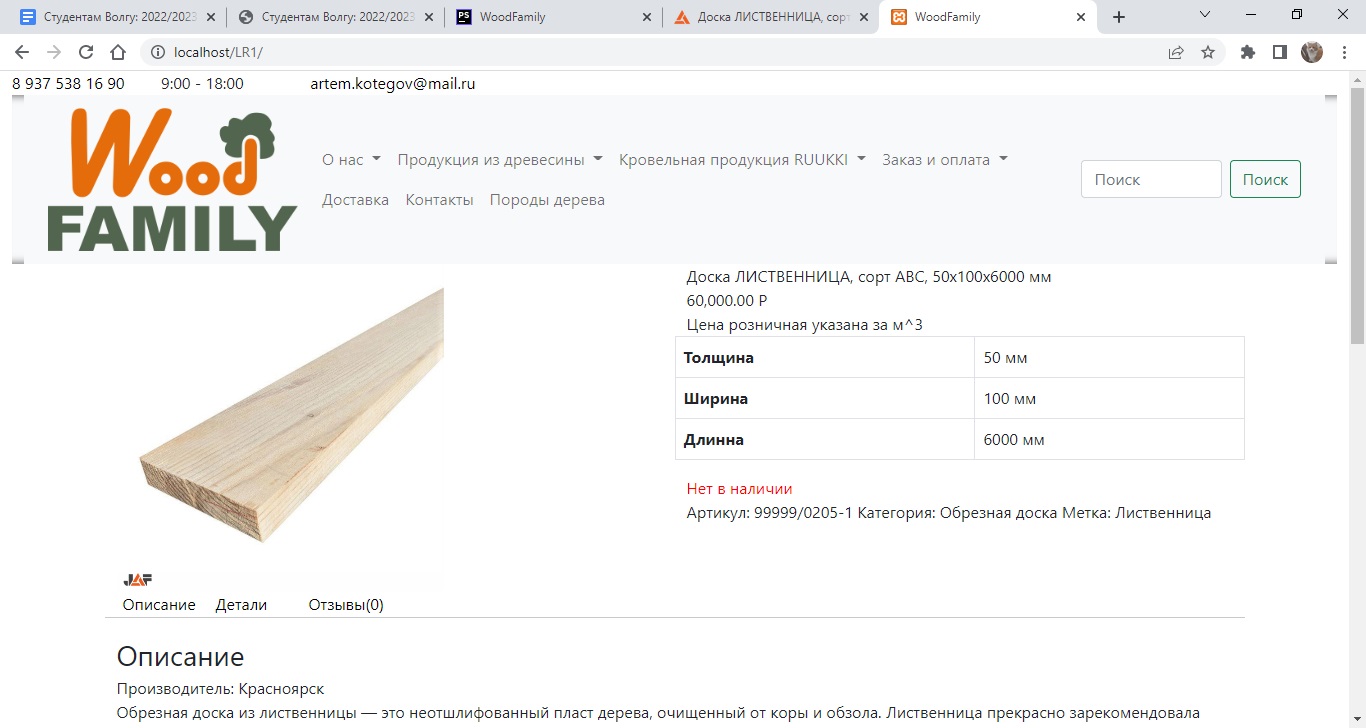 Студентам Волгу: 2022/2023
Студентам Волгу: 2022/2023
PS WoodFamily
Доска ЛИСТВЕННИЦА, сорт
WoodFamily
localhost/LR1/
8 937 538 16 90 9:00 - 18:00 artem.kotegov@mail.ru
Wood
FAMILY
О нас Продукция из древесины Кровельная продукция RUUKKI Заказ и оплата
Доставка Контакты Породы дерева
Поиск Поиск
Доска ЛИСТВЕННИЦА, сорт АВС, 50х100х6000 мм
60,000.00 Р
Цена розничная указана за м^3
Толщина 50 мм
Ширина 100 мм
Длинна 6000 мм
Нет в наличии
Артикул: 99999/0205-1 Категория: Обрезная доска Метка: Лиственница
JAF
Описание Детали Отзывы(0)
Описание
Производитель: Красноярск
Обрезная доска из лиственницы — это неотшлифованный пласт дерева, очищенный от коры и обзола. Лиственница прекрасно зарекомендовала